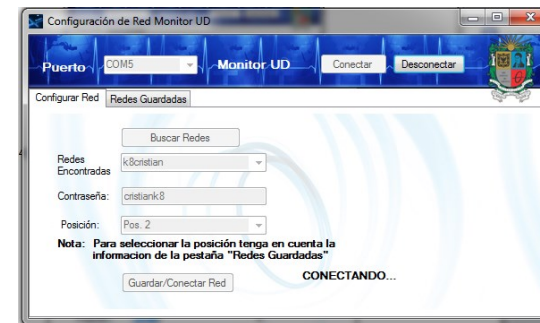 Configuración de Red Monitor UD
Puerto COM5 Monitor UD Conectar Desconectar
Configurar Red Redes Guardadas
Buscar Redes
Redes Encontradas k8cristian
Contraseña: cristiank8
Posición: Pos. 2
Nota: Para seleccionar la posición tenga en cuenta la
informacion de la pestaña "Redes Guardadas"
Guardar/Conectar Red CONECTANDO...